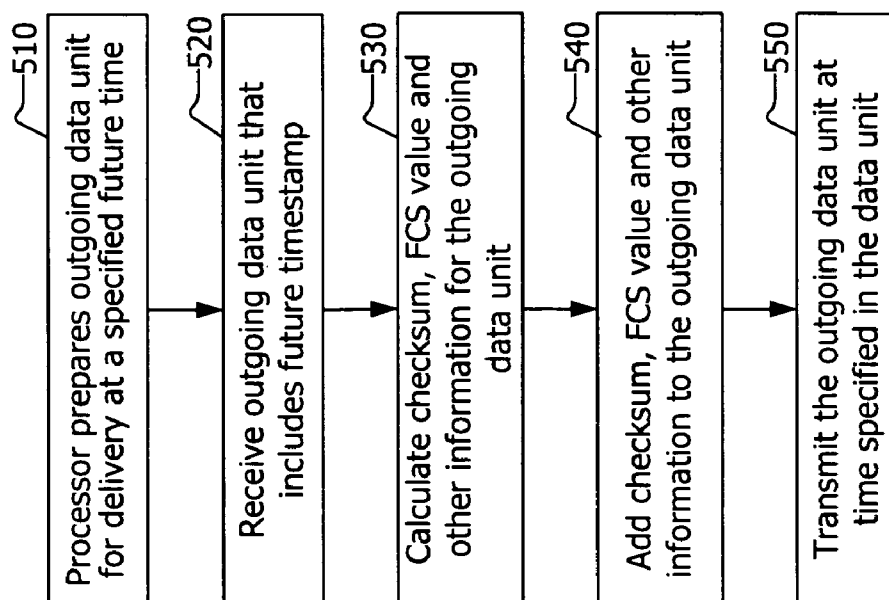 510
Processor prepares outgoing data unit
for delivery at a specified future time
520
Receive outgoing data unit that
includes future timestamp
530
Calculate checksum, FCS value and
other information for the outgoing
data unit
540
Add checksum, FCS value and other
information to the outgoing data unit
550
Transmit the outgoing data unit at
time specified in the data unit